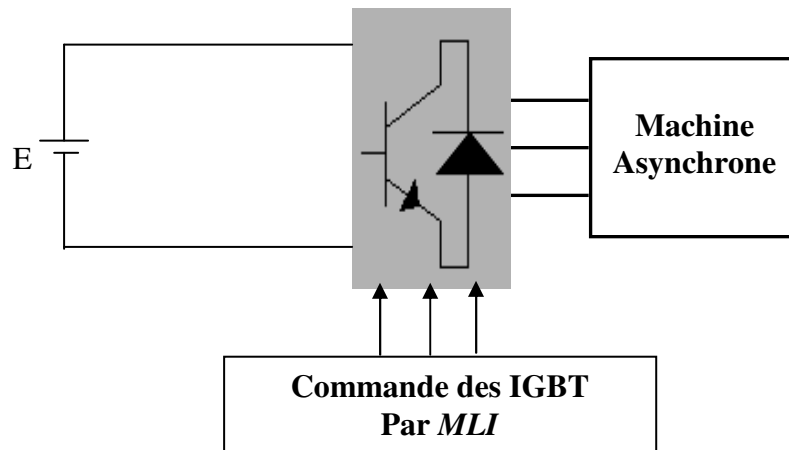 E
Machine
Asynchrone
Commande des IGBT
Par MLI